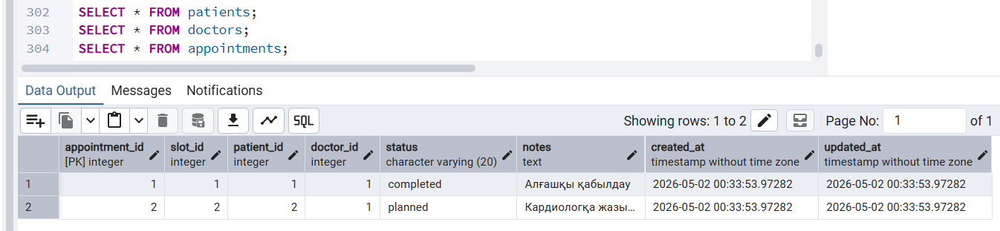 302 SELECT * FROM patients;
303 SELECT * FROM doctors;
304 SELECT * FROM appointments;
Data Output Messages Notifications
SQL Showing rows: 1 to 2 Page No: 1 of 1
appointment_id slot_id patient_id doctor_id status notes created_at updated_at
[PK] integer integer integer integer character varying (20) text timestamp without time zone timestamp without time zone
1 1 1 1 1 completed Алғашқы қабылдау 2026-05-02 00:33:53.97282 2026-05-02 00:33:53.97282
2 2 2 2 1 planned Кардиологқа жазы... 2026-05-02 00:33:53.97282 2026-05-02 00:33:53.97282